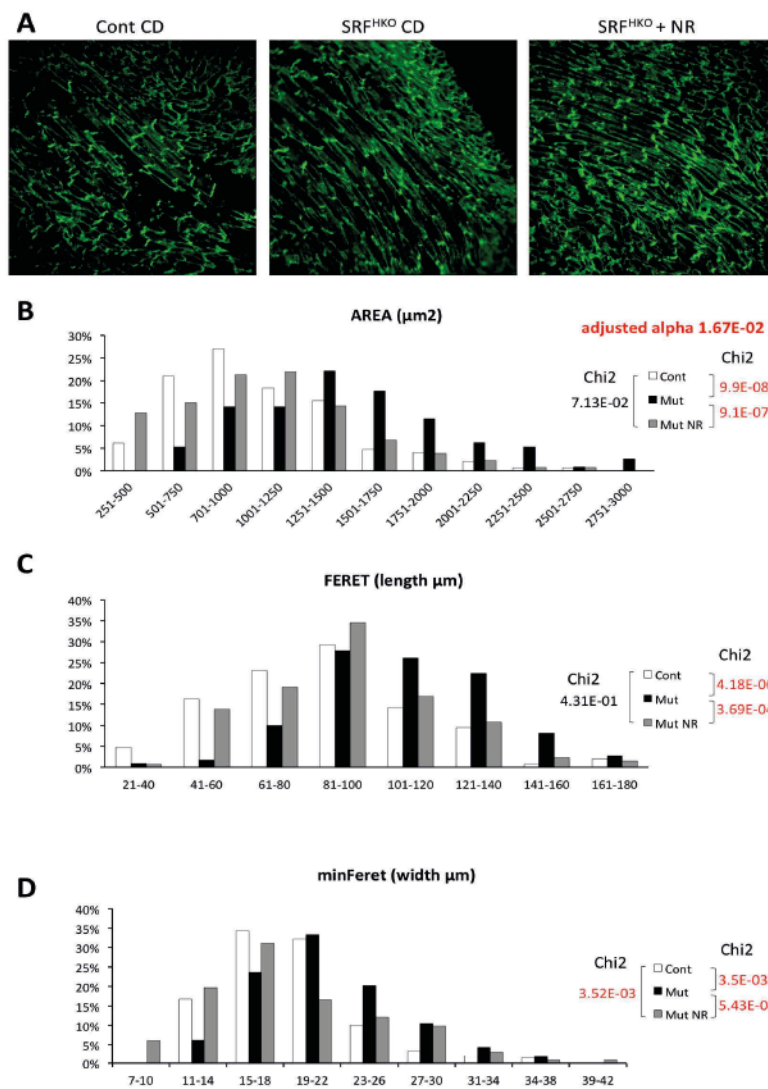 A
Cont CD
SRFHKO CD
SRFHKO + NR
B
AREA (µm2)
adjusted alpha 1.67E-02
30%
25%
20%
15%
10%
5%
0%
251-500
501-750
701-1000
1001-1250
1251-1500
1501-1750
1751-2000
2001-2250
2251-2500
2501-2750
2751-3000
Chi2
7.13E-02
Cont
Mut
Mut NR
Chi2
9.9E-08
9.1E-07
C
FERET (length µm)
40%
35%
30%
25%
20%
15%
10%
5%
0%
21-40
41-60
61-80
81-100
101-120
121-140
141-160
161-180
Chi2
4.31E-01
Cont
Mut
Mut NR
Chi2
D
minFeret (width µm)
40%
35%
30%
25%
20%
15%
10%
5%
0%
7-10
11-14
15-18
19-22
23-26
27-30
31-34
34-38
39-42
Chi2
3.52E-03
Cont
Mut
Mut NR
Chi2
3.5E-03